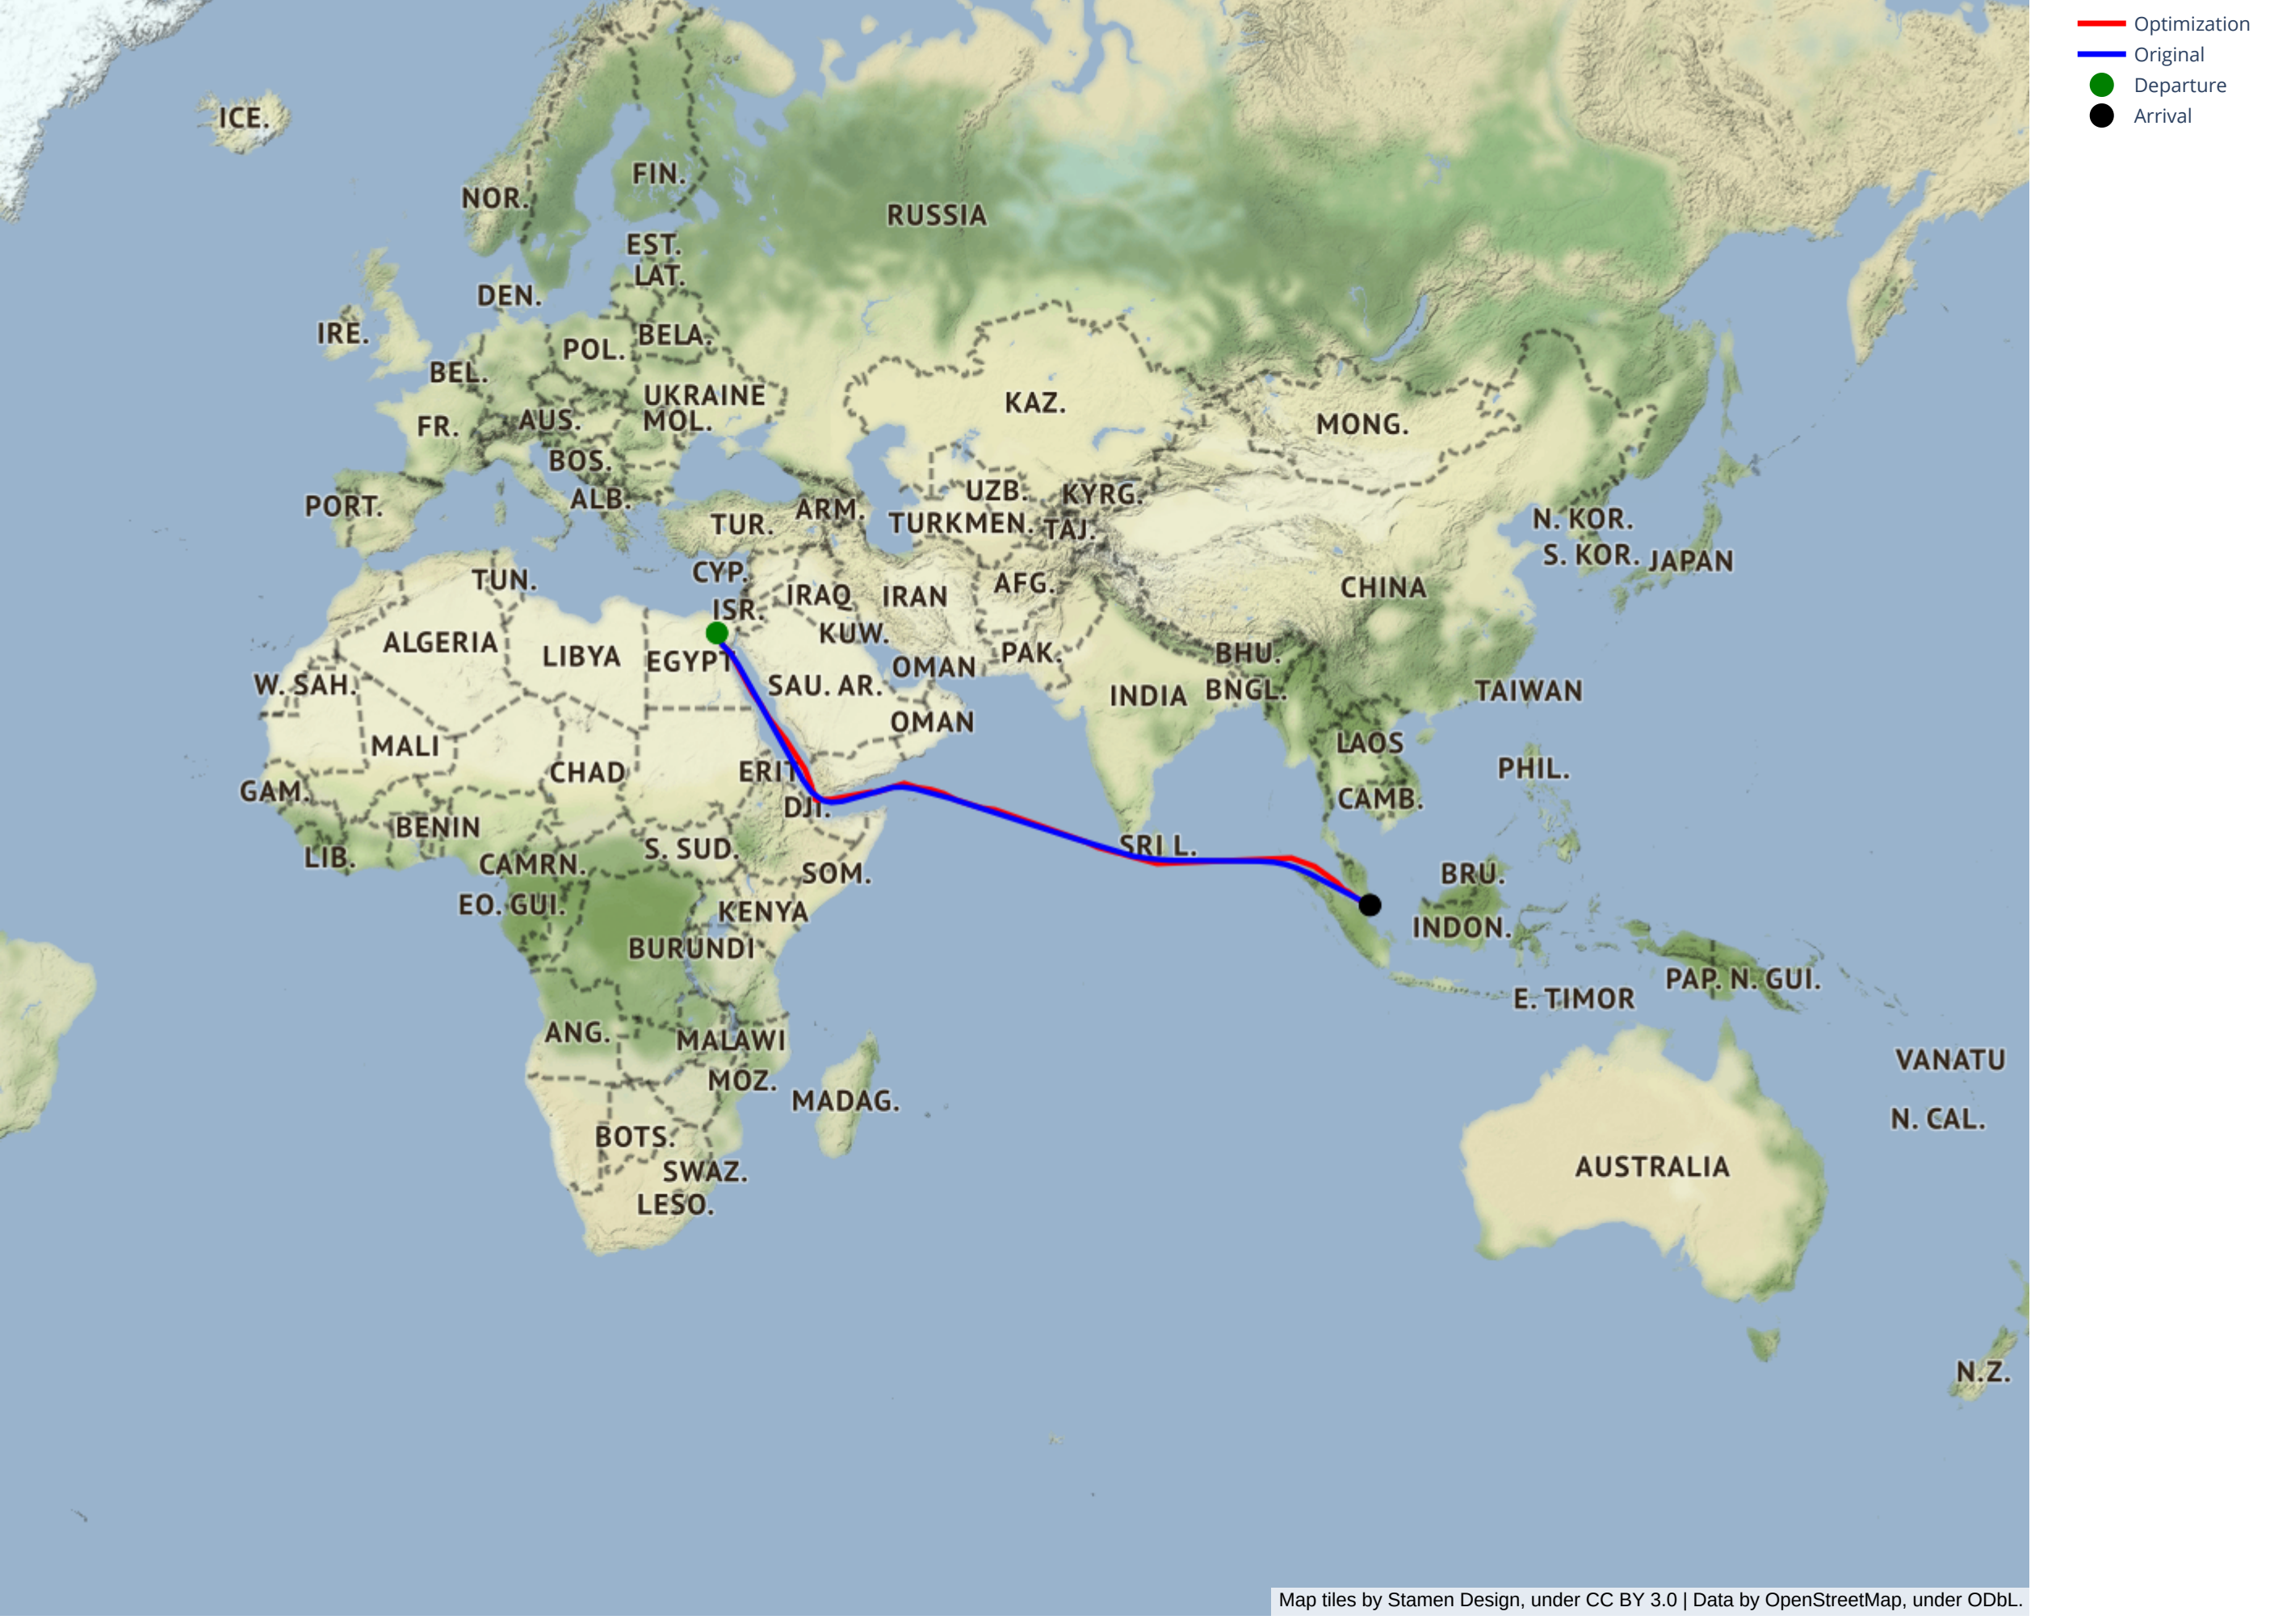 Optimization
Original
Departure
Arrival
ICE.
FIN.
NOR.
RUSSIA
EST.
LAT.
DEN.
IRE.
BELA.
POL.
BEL.
UKRAINE
KAZ.
AUS.
MOL.
FR.
MONG.
BOS.
UZB.
KYRG.
ALB.
PORT.
ARM.
TUR.
TURKMEN.
TAJ.
N. KOR.
S. KOR.
JAPAN
CYP.
TUN.
IRAQ
IRAN
AFG.
CHINA
ISR.
KUW.
ALGERIA
LIBYA
EGYPT
OMAN
PAK.
BHU.
W. SAH.
SAU. AR.
INDIA
BNGL.
TAIWAN
OMAN
MALI
LAOS
CHAD
ERIT
PHIL.
GAM.
DJI.
CAMB.
BENIN
LIB.
CAMRN.
S. SUD.
SRI L.
SOM.
BRU.
EQ. GUI.
KENYA
INDON.
BURUNDI
PAP. N. GUI.
E. TIMOR
ANG.
MALAWI
VANATU
MOZ.
MADAG.
N. CAL.
BOTS.
SWAZ.
AUSTRALIA
LESO.
N.Z.
Map tiles by Stamen Design, under CC BY 3.0 | Data by OpenStreetMap, under ODbL.